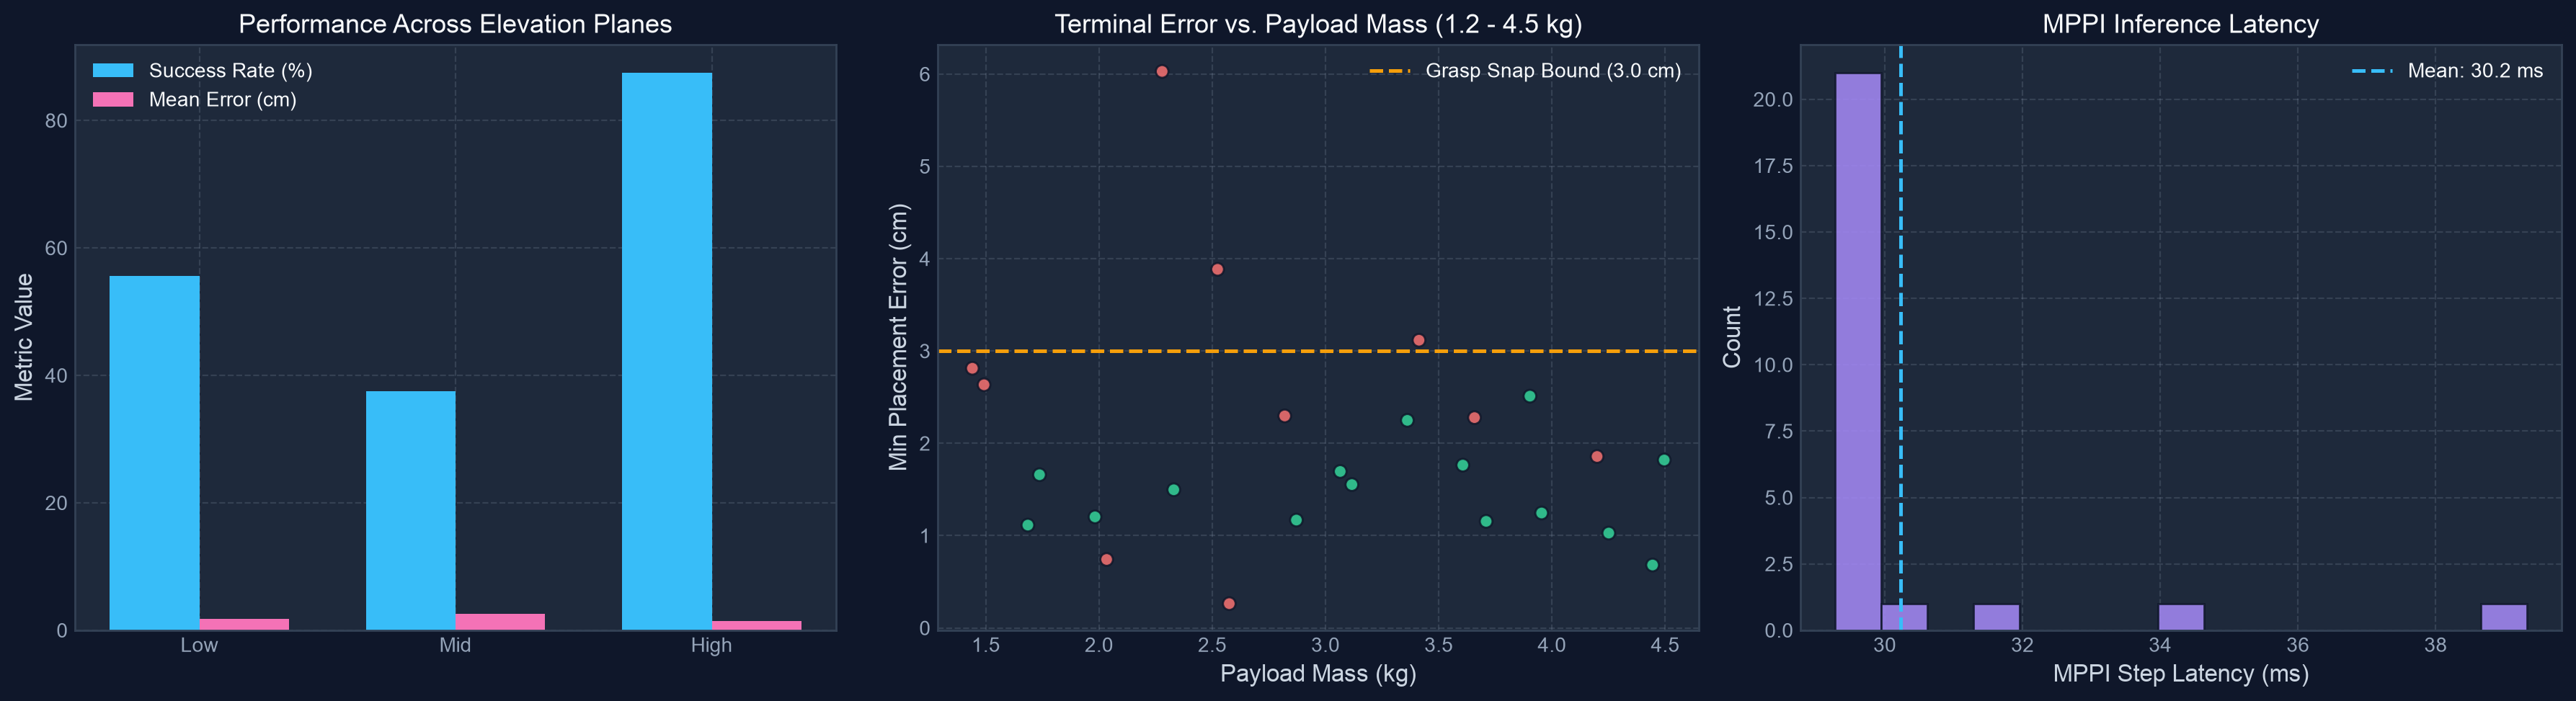 Performance Across Elevation Planes
Success Rate (%)
Mean Error (cm)
Metric Value
80
60
40
20
0
Low Mid High
Terminal Error vs. Payload Mass (1.2 - 4.5 kg)
Grasp Snap Bound (3.0 cm)
Min Placement Error (cm)
6
5
4
3
2
1
0
1.5 2.0 2.5 3.0 3.5 4.0 4.5
Payload Mass (kg)
MPPI Inference Latency
Mean: 30.2 ms
Count
20.0
17.5
15.0
12.5
10.0
7.5
5.0
2.5
0.0
30 32 34 36 38
MPPI Step Latency (ms)